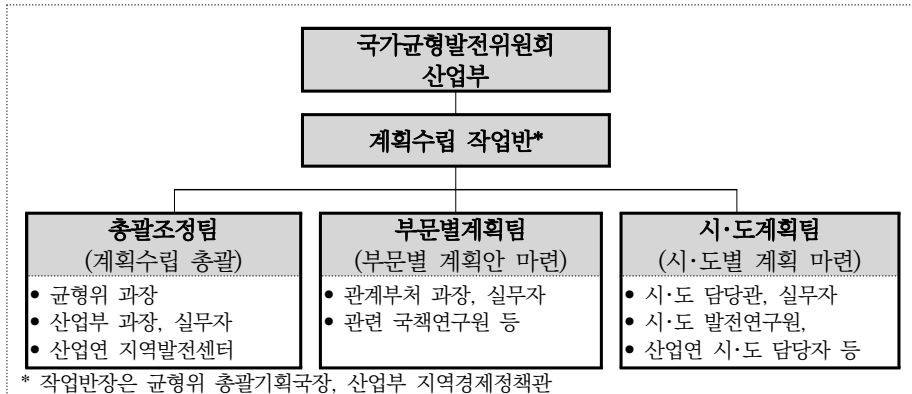 국가균형발전위원회
산업부
계획수립 작업반*
총괄조정팀
(계획수립 총괄)
• 균형위 과장
• 산업부 과장, 실무자
• 산업연 지역발전센터
부문별계획팀
(부문별 계획안 마련)
• 관계부처 과장, 실무자
• 관련 국책연구원 등
시·도계획팀
(시·도별 계획 마련)
• 시·도 담당관, 실무자
• 시·도 발전연구원,
• 산업연 시·도 담당자 등
* 작업반장은 균형위 총괄기획국장, 산업부 지역경제정책관